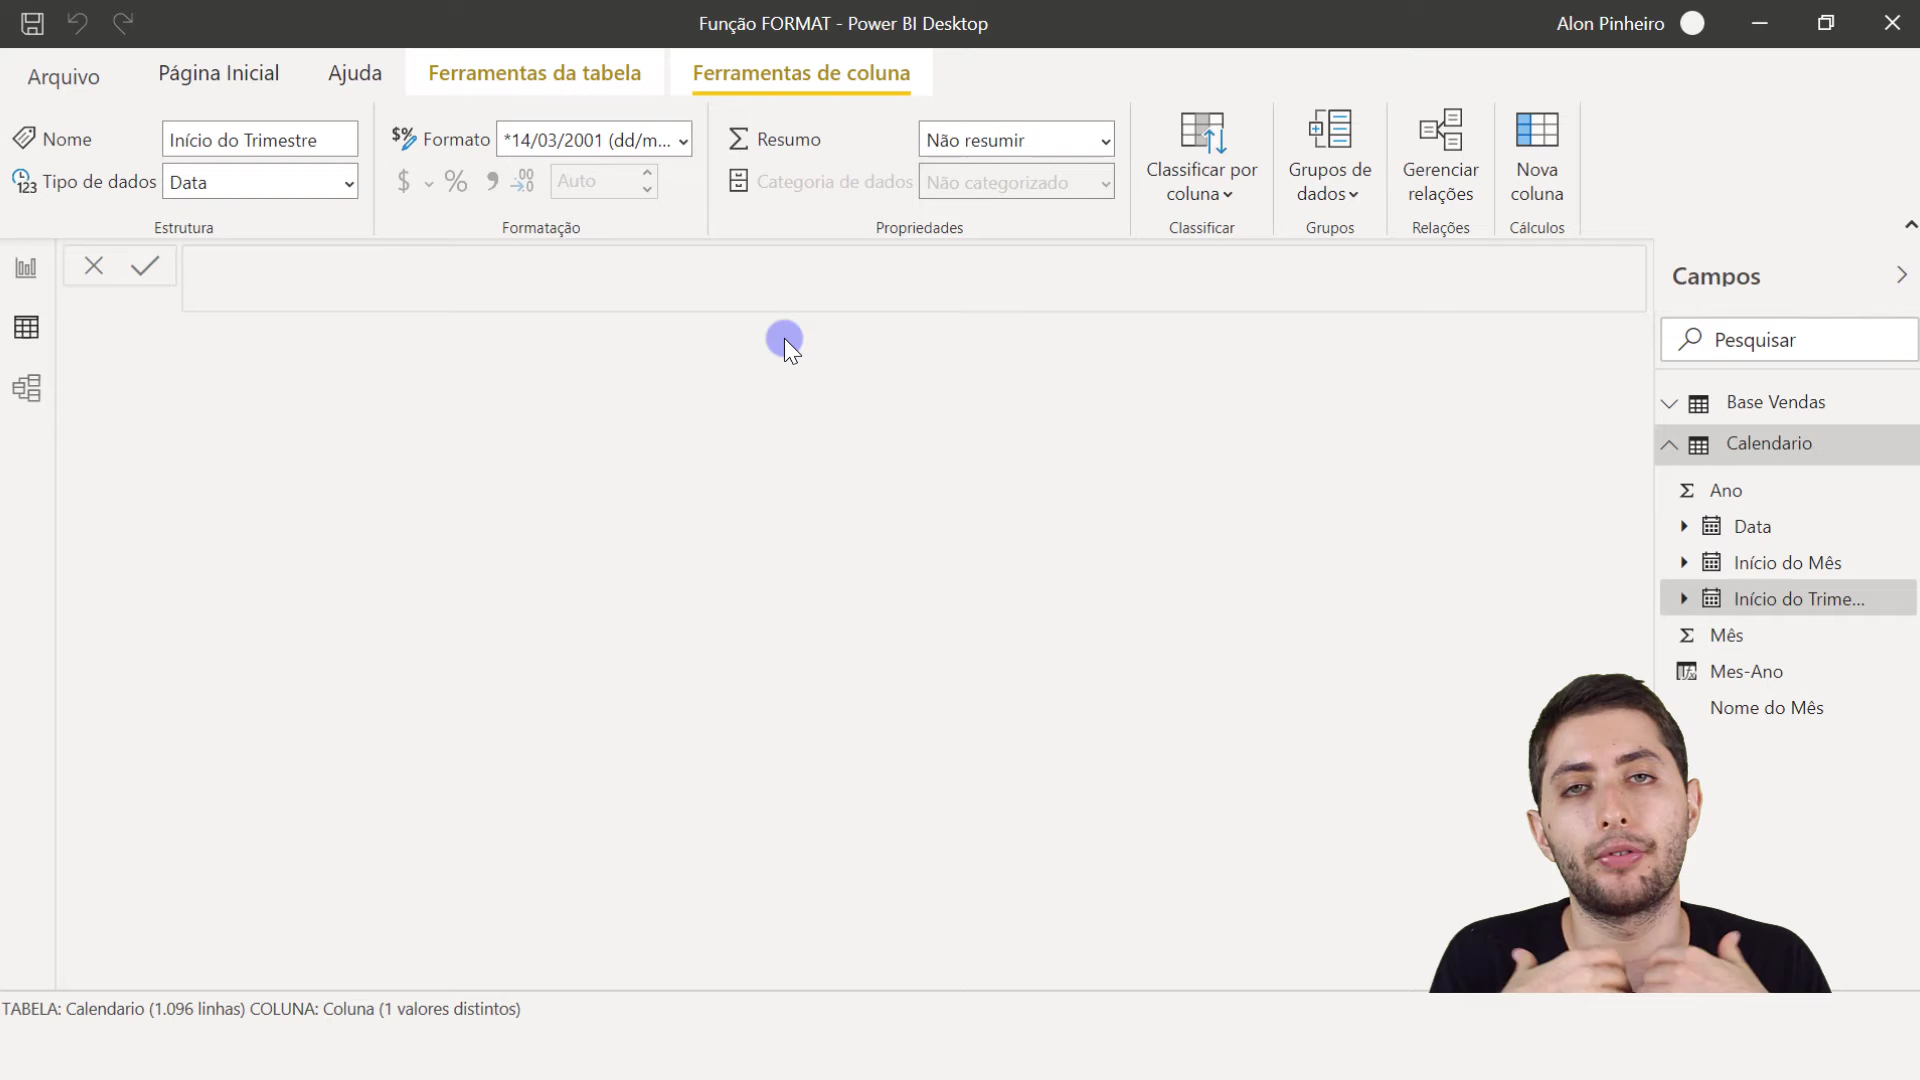 Função FORMAT - Power BI Desktop
Alon Pinheiro
Arquivo
Página Inicial
Ajuda
Ferramentas da tabela
Ferramentas de coluna
Nome
Início do Trimestre
Tipo de dados
Data
Estrutura
Formato
*14/03/2001 (dd/m...
$ % 9 .00
Auto
Formatação
Resumo
Não resumir
Categoria de dados
Não categorizado
Propriedades
Classificar por
coluna
Classificar
Grupos de
dados
Grupos
Gerenciar
relações
Relações
Nova
coluna
Cálculos
Campos
Pesquisar
Base Vendas
Calendario
Ano
Data
Início do Mês
Início do Trime...
Mês
Mes-Ano
Nome do Mês
TABELA: Calendario (1.096 linhas) COLUNA: Coluna (1 valores distintos)